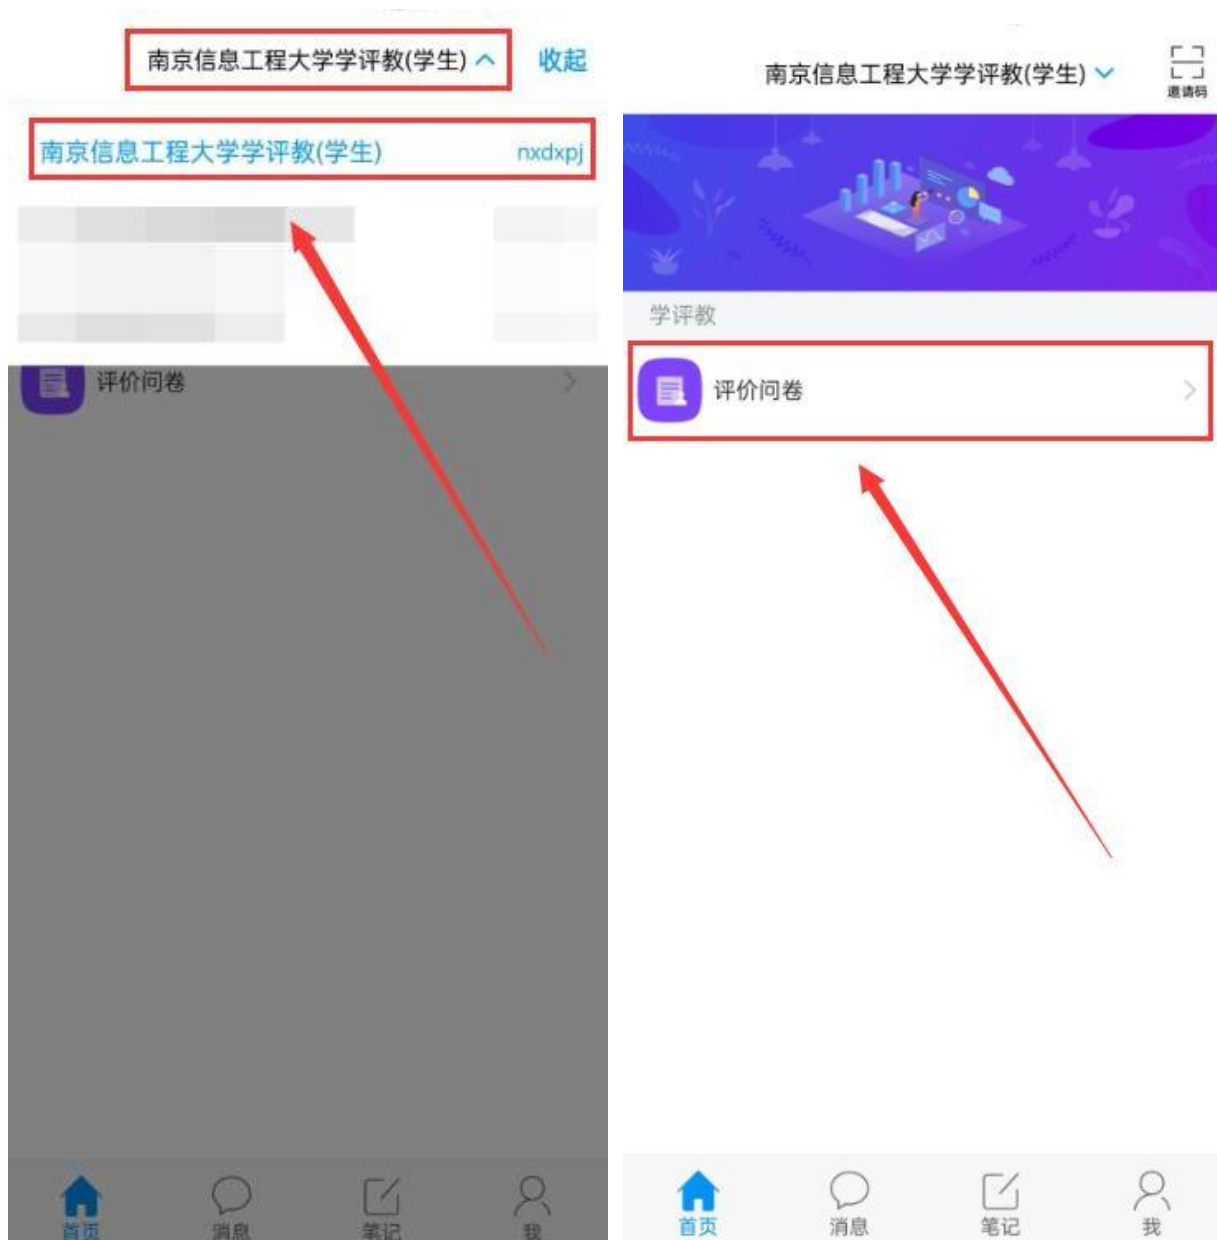 南京信息工程大学学评教(学生)
收起
南京信息工程大学学评教(学生) nxdxpj
评价问卷
首页
消息
笔记
我
南京信息工程大学学评教(学生)
邀请码
学评教
评价问卷
首页
消息
笔记
我